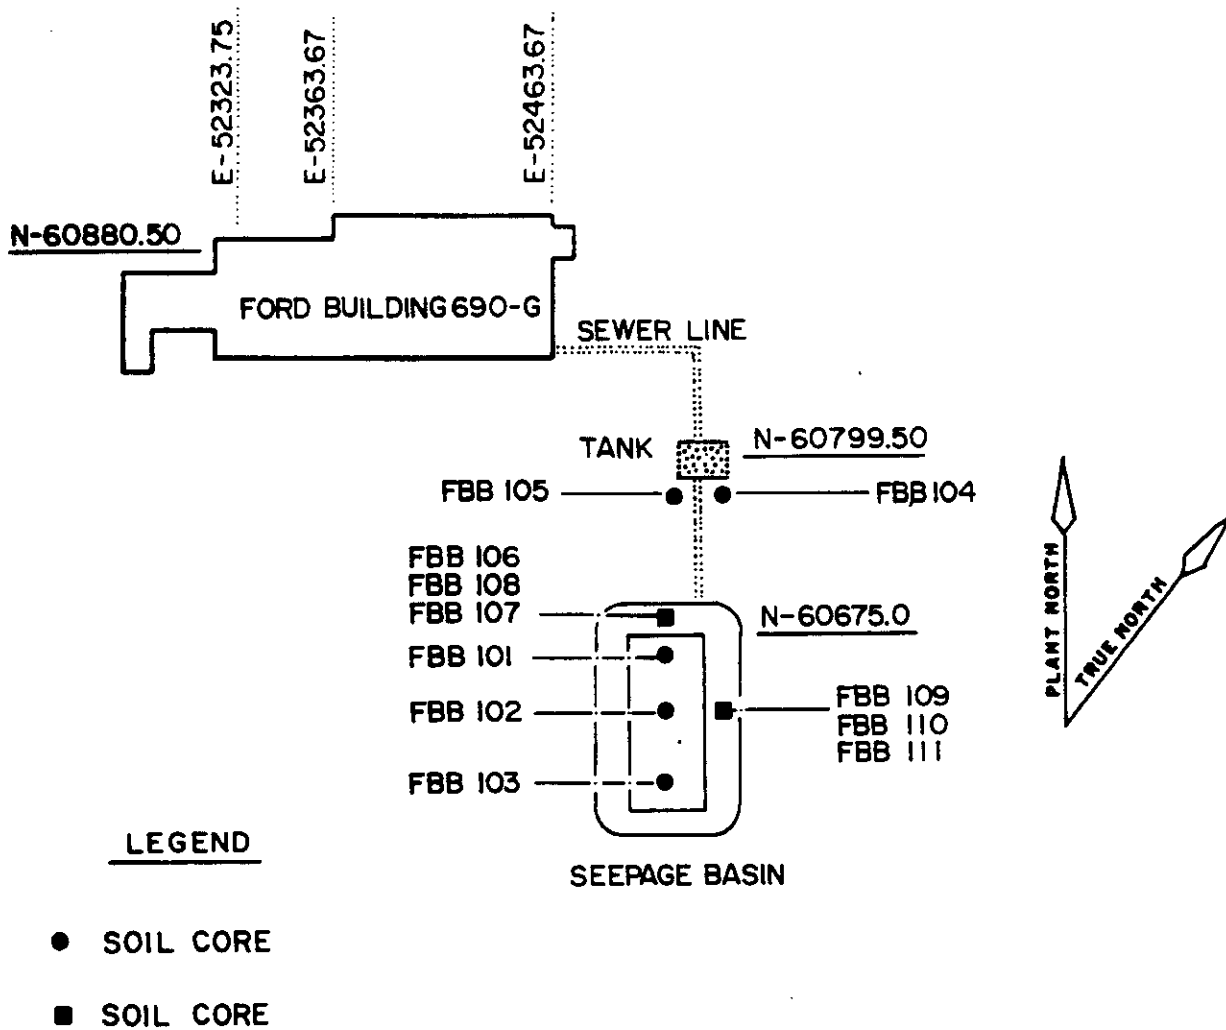 E-52323.75
E-52363.67
E-52463.67
N-60880.50
FORD BUILDING 690-G
SEWER LINE
TANK
N-60799.50
FBB 105
FBB 104
FBB 106
FBB 108
FBB 107
N-60675.0
FBB 101
FBB 102
FBB 109
FBB 110
FBB 111
FBB 103
PLANT NORTH
TRUE NORTH
SEEPAGE BASIN
LEGEND
● SOIL CORE
■ SOIL CORE